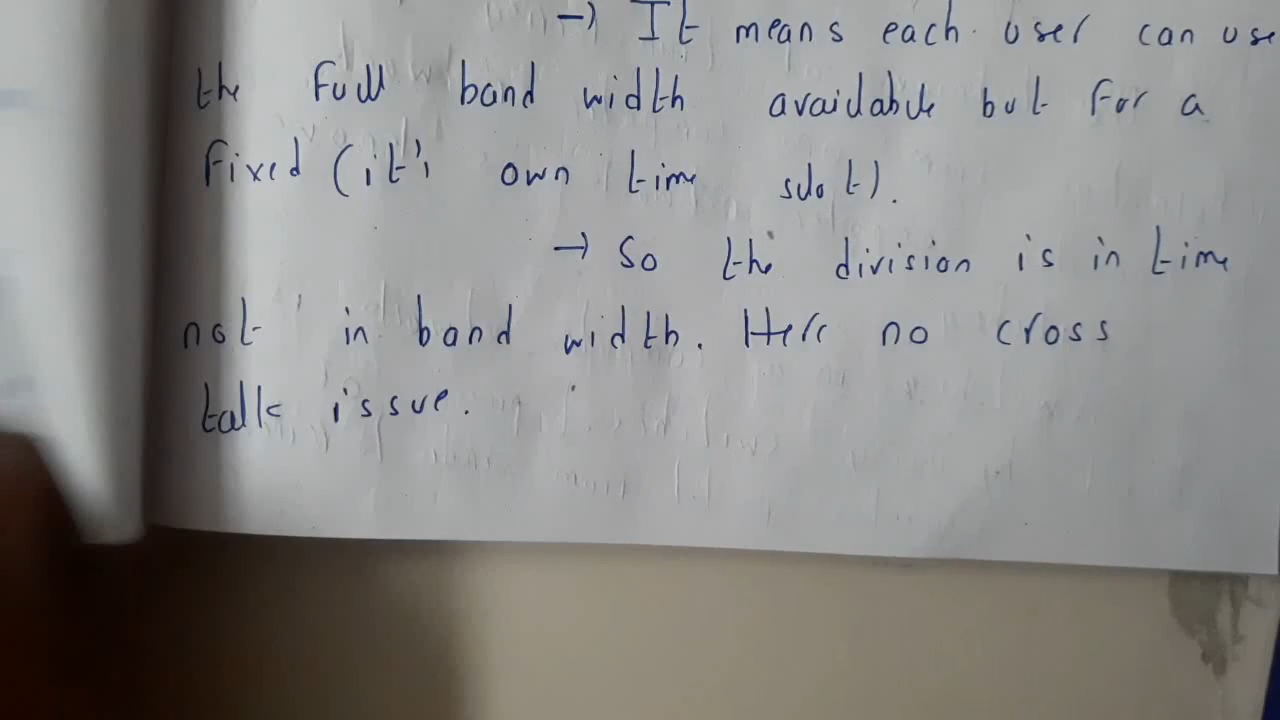 → It means each user can use
the full band width available but for a
fixed (it's own time slot).
→ So the division is in time
not in band width. Here no cross
talk issue.